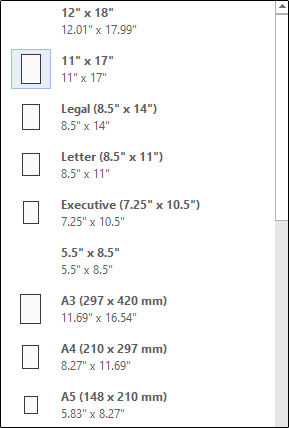 12" x 18"
12.01" x 17.99"
11" x 17"
11" x 17"
Legal (8.5" x 14")
8.5" x 14"
Letter (8.5" x 11")
8.5" x 11"
Executive (7.25" x 10.5")
7.25" x 10.5"
5.5" x 8.5"
5.5" x 8.5"
A3 (297 x 420 mm)
11.69" x 16.54"
A4 (210 x 297 mm)
8.27" x 11.69"
A5 (148 x 210 mm)
5.83" x 8.27"